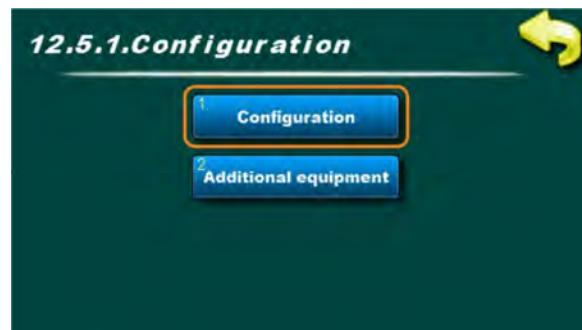 12.5.1.Configuration
1
Configuration
2
Additional equipment